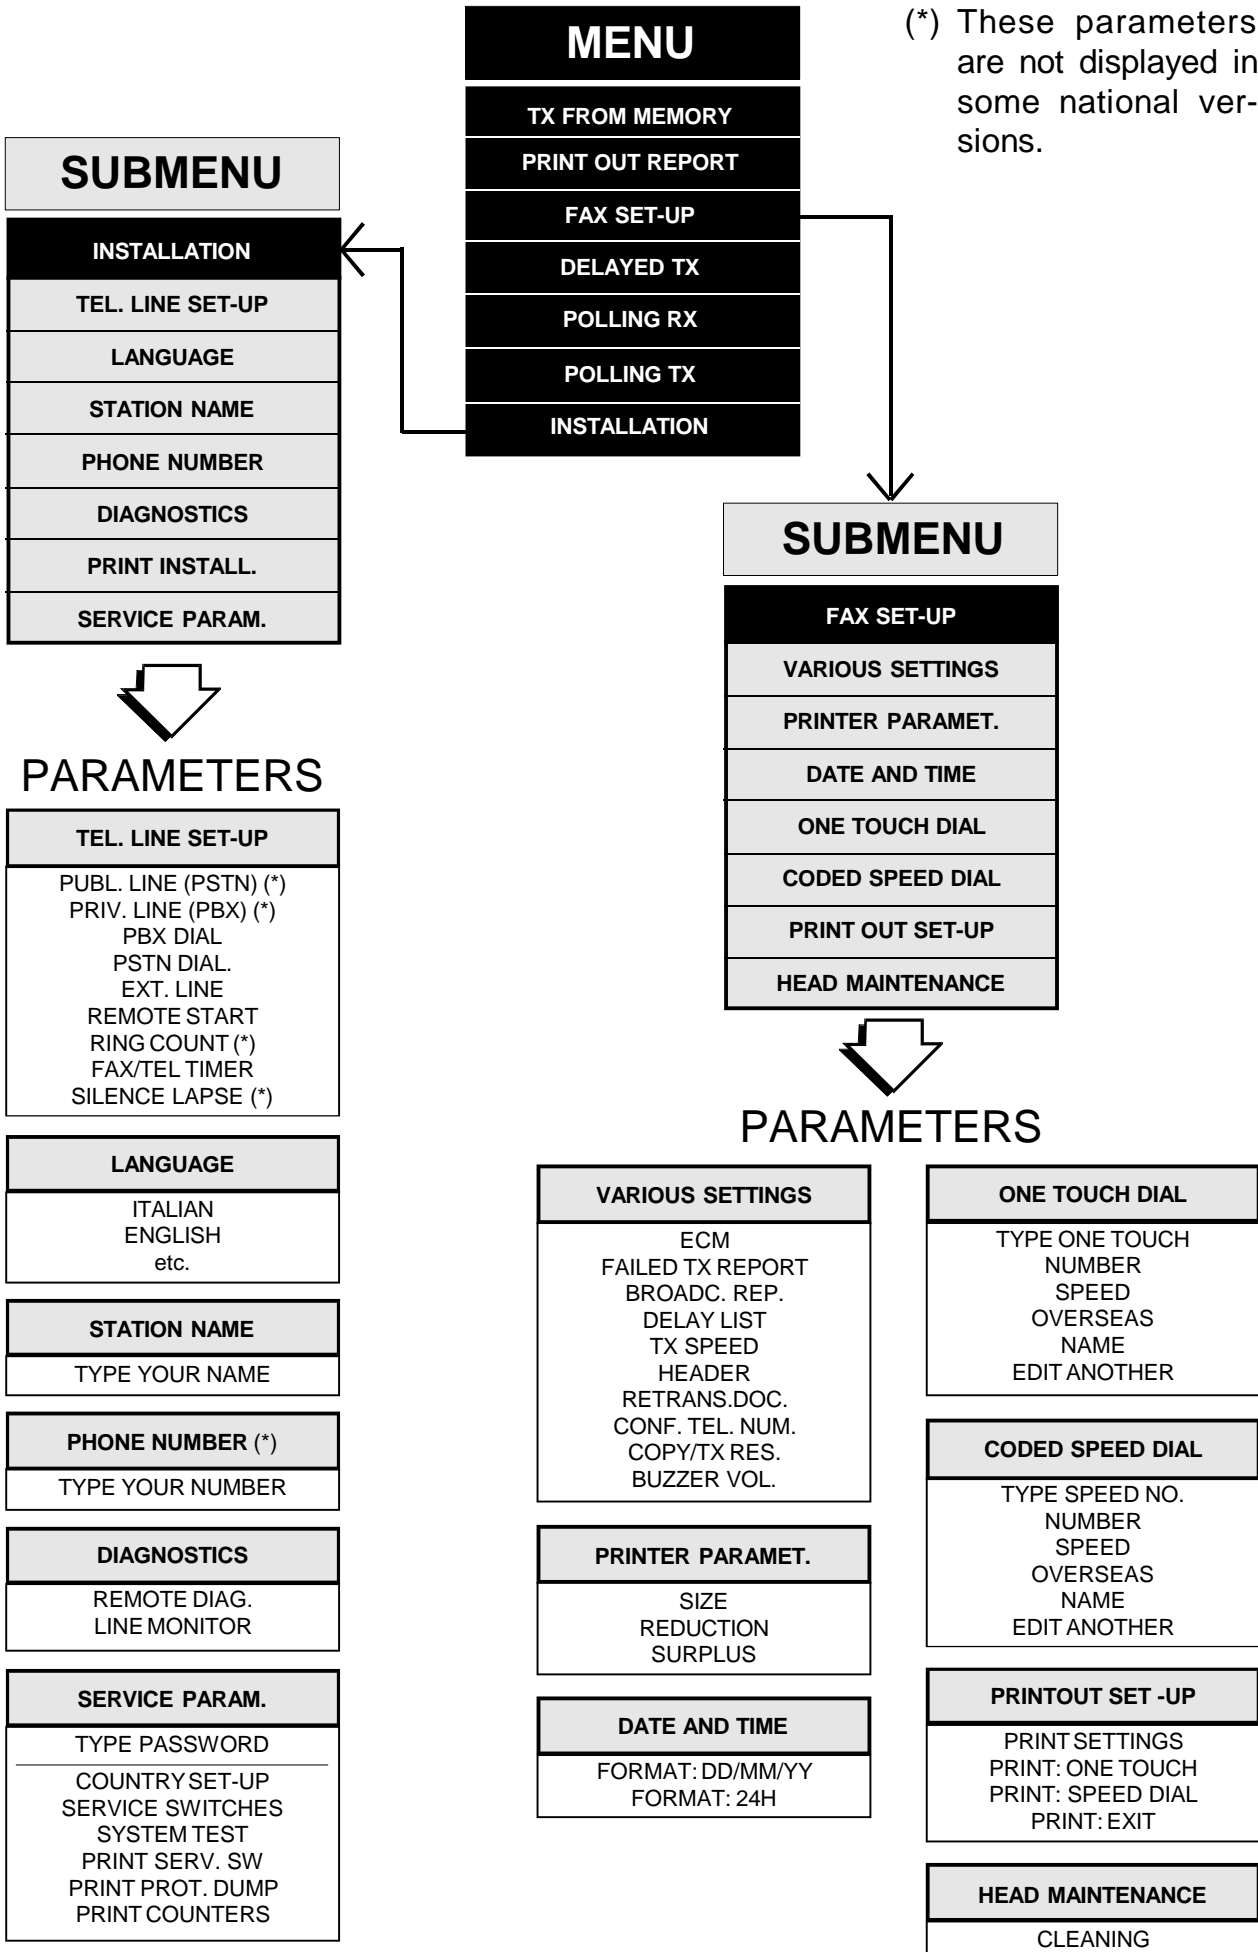 MENU
TX FROM MEMORY
PRINT OUT REPORT
FAX SET-UP
DELAYED TX
POLLING RX
POLLING TX
INSTALLATION
(*) These parameters
are not displayed in
some national ver-
sions.
SUBMENU
INSTALLATION
TEL. LINE SET-UP
LANGUAGE
STATION NAME
PHONE NUMBER
DIAGNOSTICS
PRINT INSTALL.
SERVICE PARAM.
PARAMETERS
TEL. LINE SET-UP
PUBL. LINE (PSTN) (*)
PRIV. LINE (PBX) (*)
PBX DIAL
PSTN DIAL.
EXT. LINE
REMOTE START
RING COUNT (*)
FAX/TEL TIMER
SILENCE LAPSE (*)
LANGUAGE
ITALIAN
ENGLISH
etc.
STATION NAME
TYPE YOUR NAME
PHONE NUMBER (*)
TYPE YOUR NUMBER
DIAGNOSTICS
REMOTE DIAG.
LINE MONITOR
SERVICE PARAM.
TYPE PASSWORD
COUNTRY SET-UP
SERVICE SWITCHES
SYSTEM TEST
PRINT SERV. SW
PRINT PROT. DUMP
PRINT COUNTERS
SUBMENU
FAX SET-UP
VARIOUS SETTINGS
PRINTER PARAMET.
DATE AND TIME
ONE TOUCH DIAL
CODED SPEED DIAL
PRINT OUT SET-UP
HEAD MAINTENANCE
PARAMETERS
VARIOUS SETTINGS
ECM
FAILED TX REPORT
BROADC. REP.
DELAY LIST
TX SPEED
HEADER
RETRANS.DOC.
CONF. TEL. NUM.
COPY/TX RES.
BUZZER VOL.
PRINTER PARAMET.
SIZE
REDUCTION
SURPLUS
DATE AND TIME
FORMAT: DD/MM/YY
FORMAT: 24H
ONE TOUCH DIAL
TYPE ONE TOUCH
NUMBER
SPEED
OVERSEAS
NAME
EDIT ANOTHER
CODED SPEED DIAL
TYPE SPEED NO.
NUMBER
SPEED
OVERSEAS
NAME
EDIT ANOTHER
PRINTOUT SET -UP
PRINT SETTINGS
PRINT: ONE TOUCH
PRINT: SPEED DIAL
PRINT: EXIT
HEAD MAINTENANCE
CLEANING